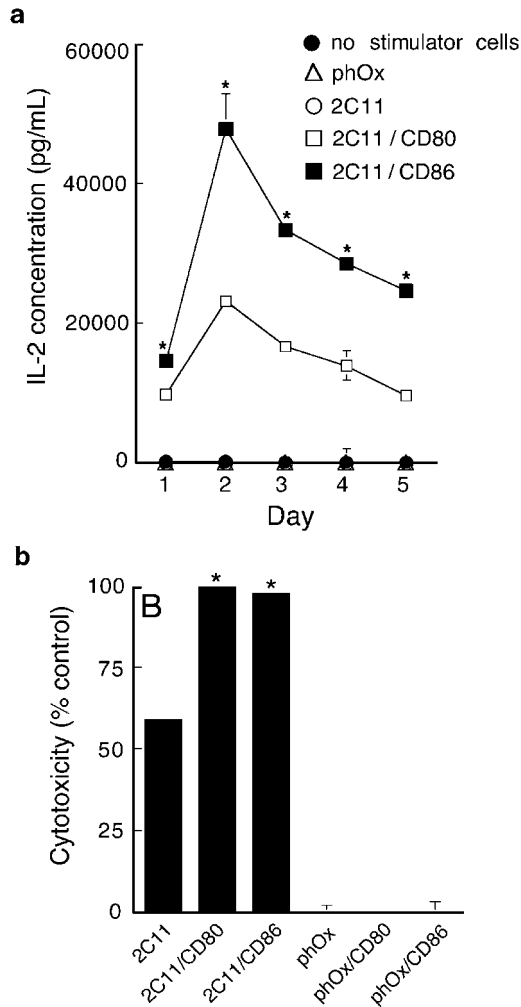 a
IL-2 concentration (pg/mL)
60000
40000
20000
0
no stimulator cells
phOx
2C11
2C11 / CD80
2C11 / CD86
*
*
*
*
*
1 2 3 4 5
Day
b
Cytotoxicity (% control)
100
75
50
25
0
B
* *
2C11
2C11/CD80
2C11/CD86
phOx
phOx/CD80
phOx/CD86